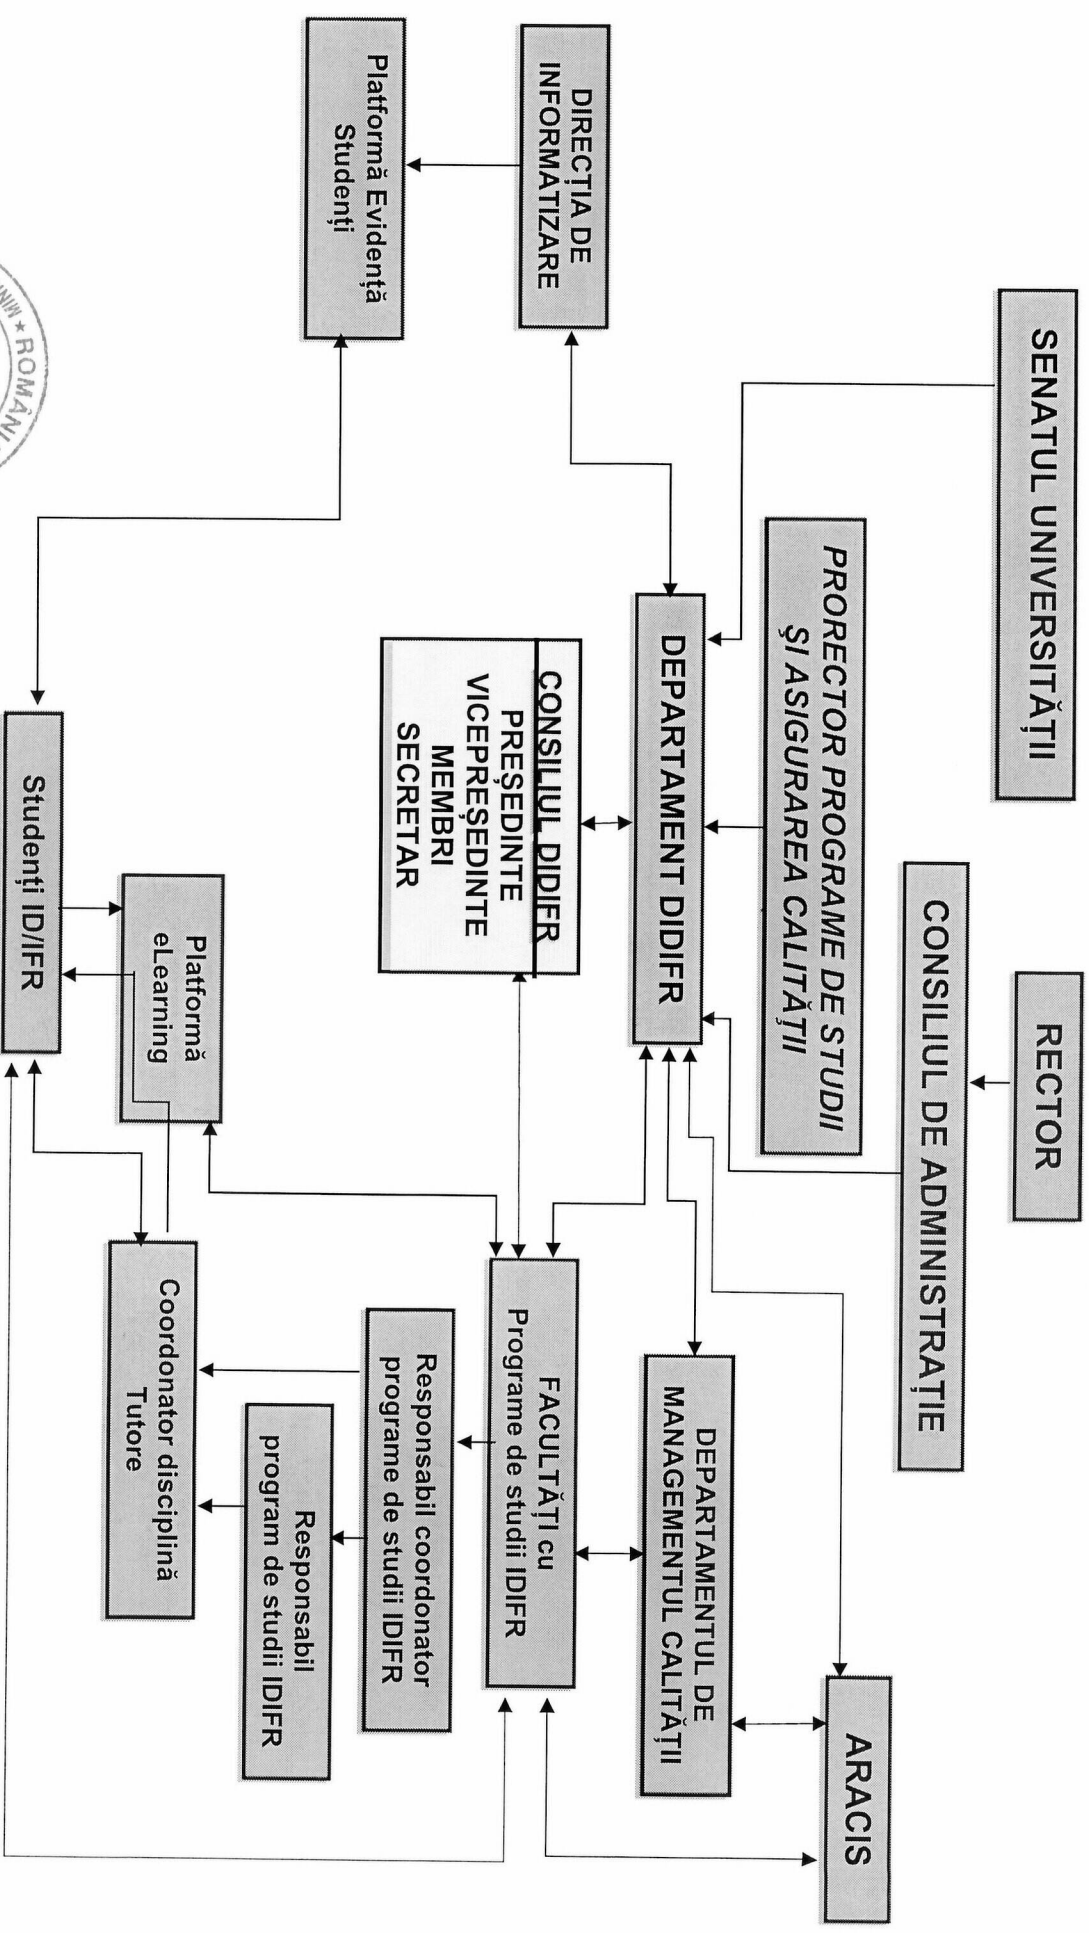 SENATUL UNIVERSITĂȚII
RECTOR
CONSILIUL DE ADMINISTRAȚIE
PRORECTOR PROGRAME DE STUDII
ȘI ASIGURAREA CALITĂȚII
ARACIS
DIRECȚIA DE
INFORMATIZARE
DEPARTAMENT DIDIFR
DEPARTAMENTUL DE
MANAGEMENTUL CALITĂȚII
CONSILIUL DIDIFR
PREȘEDINTE
VICEPREȘEDINTE
MEMBRI
SECRETAR
FACULTĂȚI cu
Programe de studii IDIFR
Platformă Evidență
Studenți
Responsabil coordonator
programe de studii IDIFR
Responsabil
program de studii IDIFR
Platformă
eLearning
Coordonator disciplină
Tutore
Studenți ID/IFR